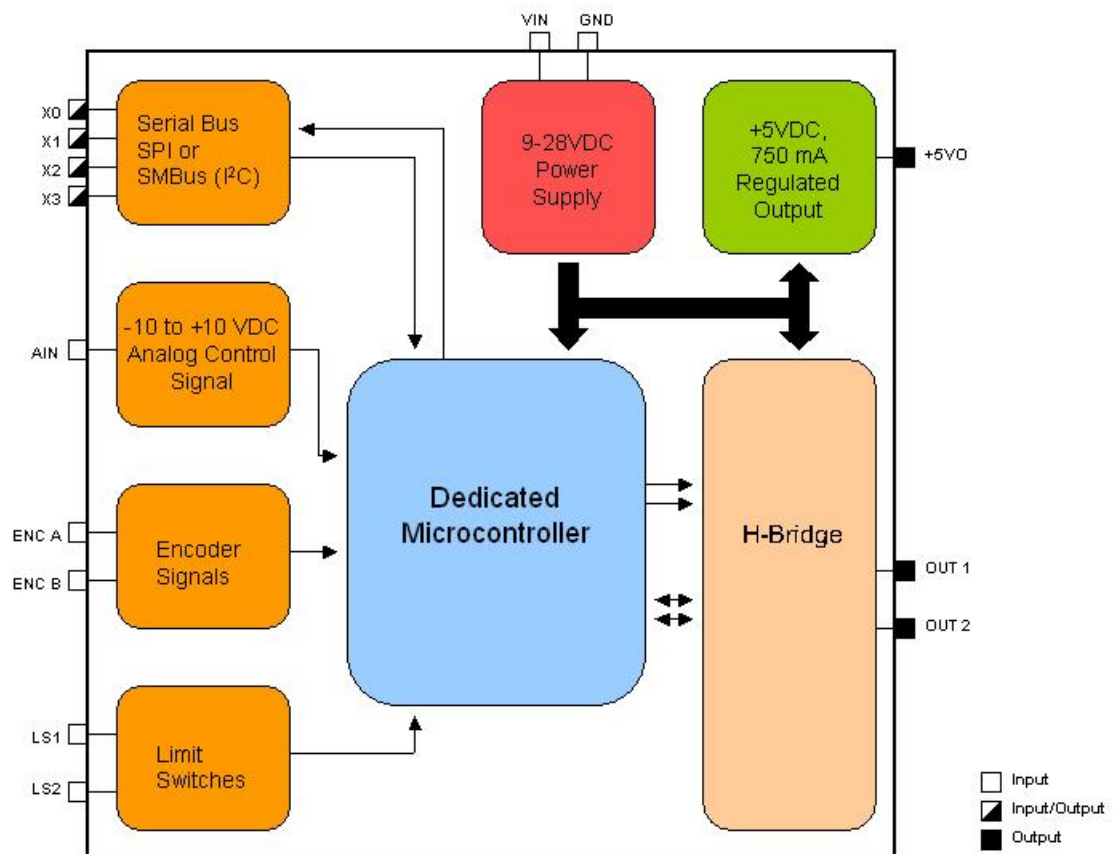 VIN
GND
X0
X1
X2
X3
Serial Bus
SPI or
SMBus (I²C)
9-28VDC
Power
Supply
+5VDC,
750 mA
Regulated
Output
+5VO
AIN
-10 to +10 VDC
Analog Control
Signal
Dedicated
Microcontroller
H-Bridge
ENC A
ENC B
Encoder
Signals
OUT 1
OUT 2
LS1
LS2
Limit
Switches
Input
Input/Output
Output